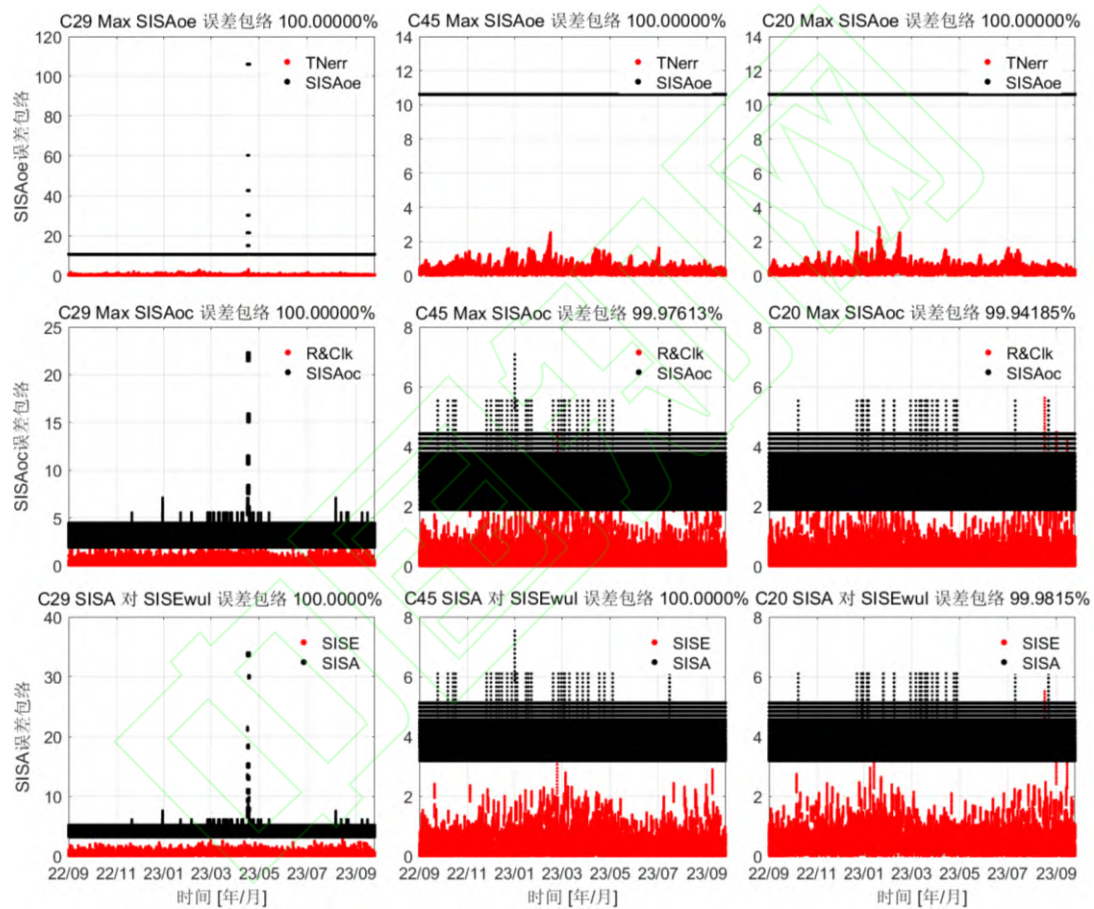 C29 Max SISAoe 误差包络 100.00000%
C45 Max SISAoe 误差包络 100.00000%
C20 Max SISAoe 误差包络 100.00000%
SISAoe误差包络
120
100
80
60
40
20
0
TNerr
SISAoe
14
12
10
8
6
4
2
0
TNerr
SISAoe
14
12
10
8
6
4
2
0
TNerr
SISAoe
C29 Max SISAoc 误差包络 100.00000%
C45 Max SISAoc 误差包络 99.97613%
C20 Max SISAoc 误差包络 99.94185%
SISAoc误差包络
25
20
15
10
5
0
R&Clk
SISAoc
8
6
4
2
0
R&Clk
SISAoc
8
6
4
2
0
R&Clk
SISAoc
C29 SISA 对 SISEwul 误差包络 100.0000%
C45 SISA 对 SISEwul 误差包络 100.0000%
C20 SISA 对 SISEwul 误差包络 99.9815%
SISA误差包络
40
30
20
10
0
SISE
SISA
8
6
4
2
0
SISE
SISA
8
6
4
2
0
SISE
SISA
22/09 22/11 23/01 23/03 23/05 23/07 23/09
22/09 22/11 23/01 23/03 23/05 23/07 23/09
22/09 22/11 23/01 23/03 23/05 23/07 23/09
时间 [年/月]
时间 [年/月]
时间 [年/月]